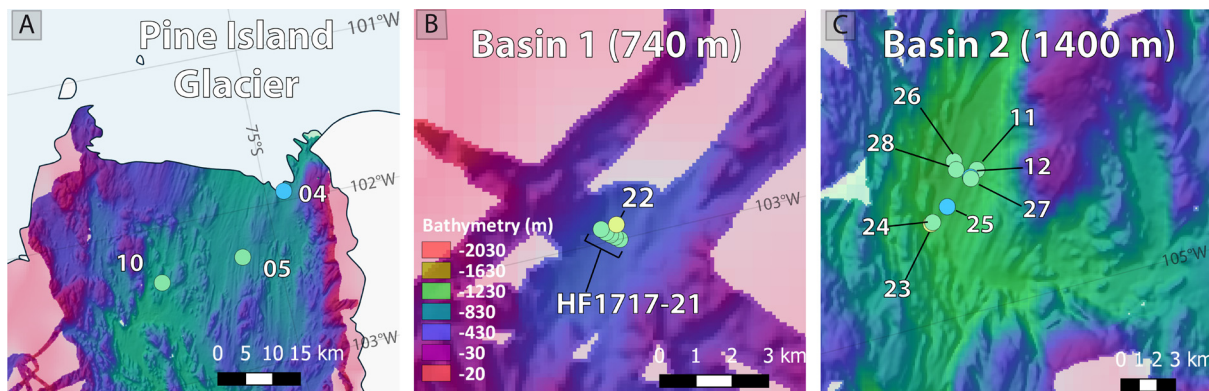 A
Pine Island
Glacier
101°W
75°S
04
102°W
10
05
103°W
0 5 10 15 km
B
Basin 1 (740 m)
22
103°W
Bathymetry (m)
-2030
-1630
-1230
-830
-430
-30
-20
HF1717-21
0 1 2 3 km
C
Basin 2 (1400 m)
26
11
28
12
27
24
25
23
105°W
0 1 2 3 km